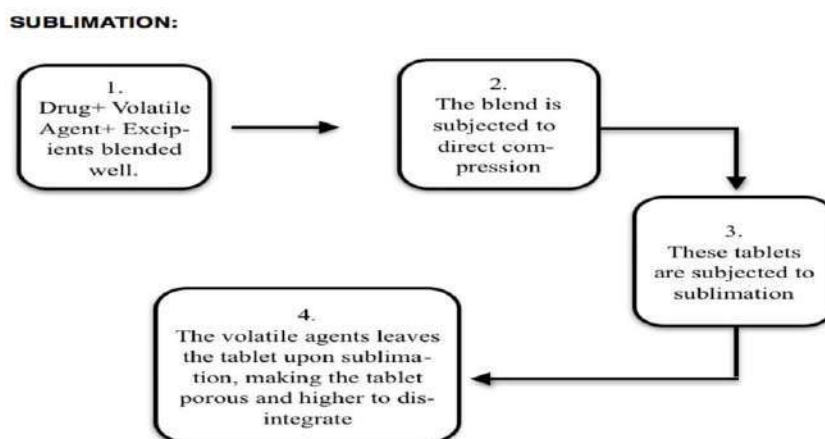 SUBLIMATION:
1.
Drug+ Volatile
Agent+ Excip-
ients blended
well.
2.
The blend is
subjected to
direct com-
pression
3.
These tablets
are subjected to
sublimation
4.
The volatile agents leaves
the tablet upon sublima-
tion, making the tablet
porous and higher to dis-
integrate